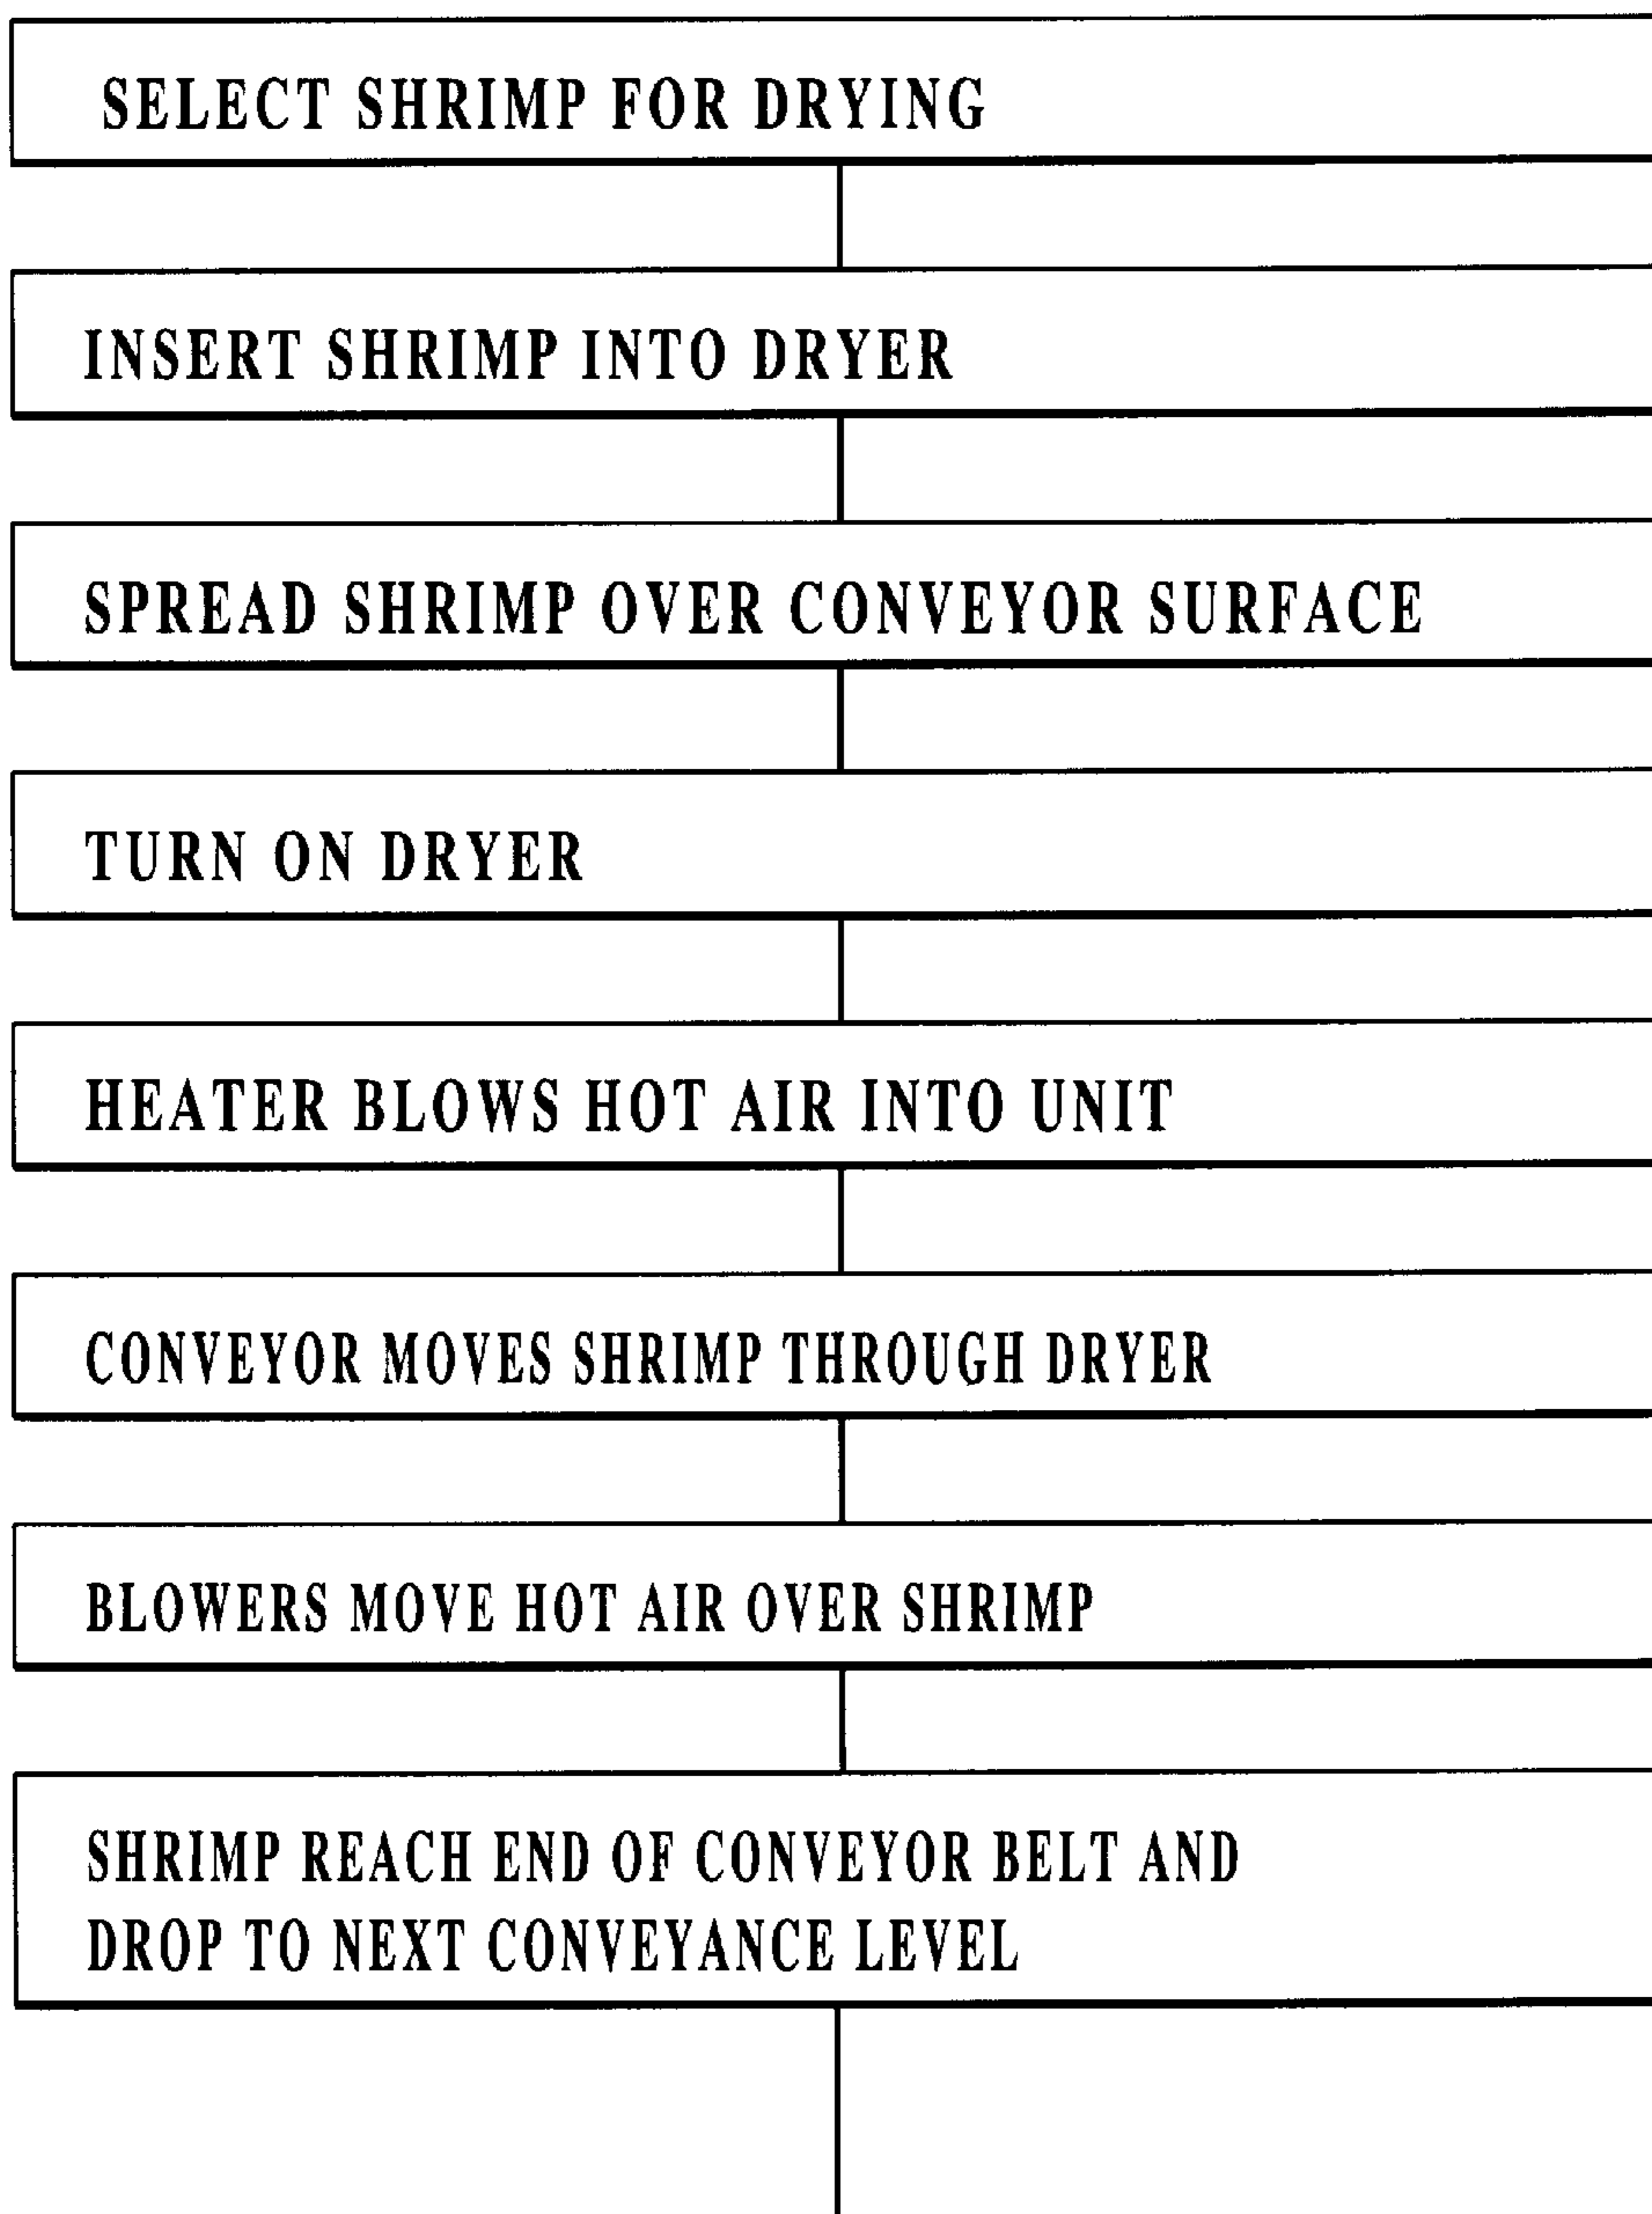 SELECT SHRIMP FOR DRYING
INSERT SHRIMP INTO DRYER
SPREAD SHRIMP OVER CONVEYOR SURFACE
TURN ON DRYER
HEATER BLOWS HOT AIR INTO UNIT
CONVEYOR MOVES SHRIMP THROUGH DRYER
BLOWERS MOVE HOT AIR OVER SHRIMP
SHRIMP REACH END OF CONVEYOR BELT AND
DROP TO NEXT CONVEYANCE LEVEL